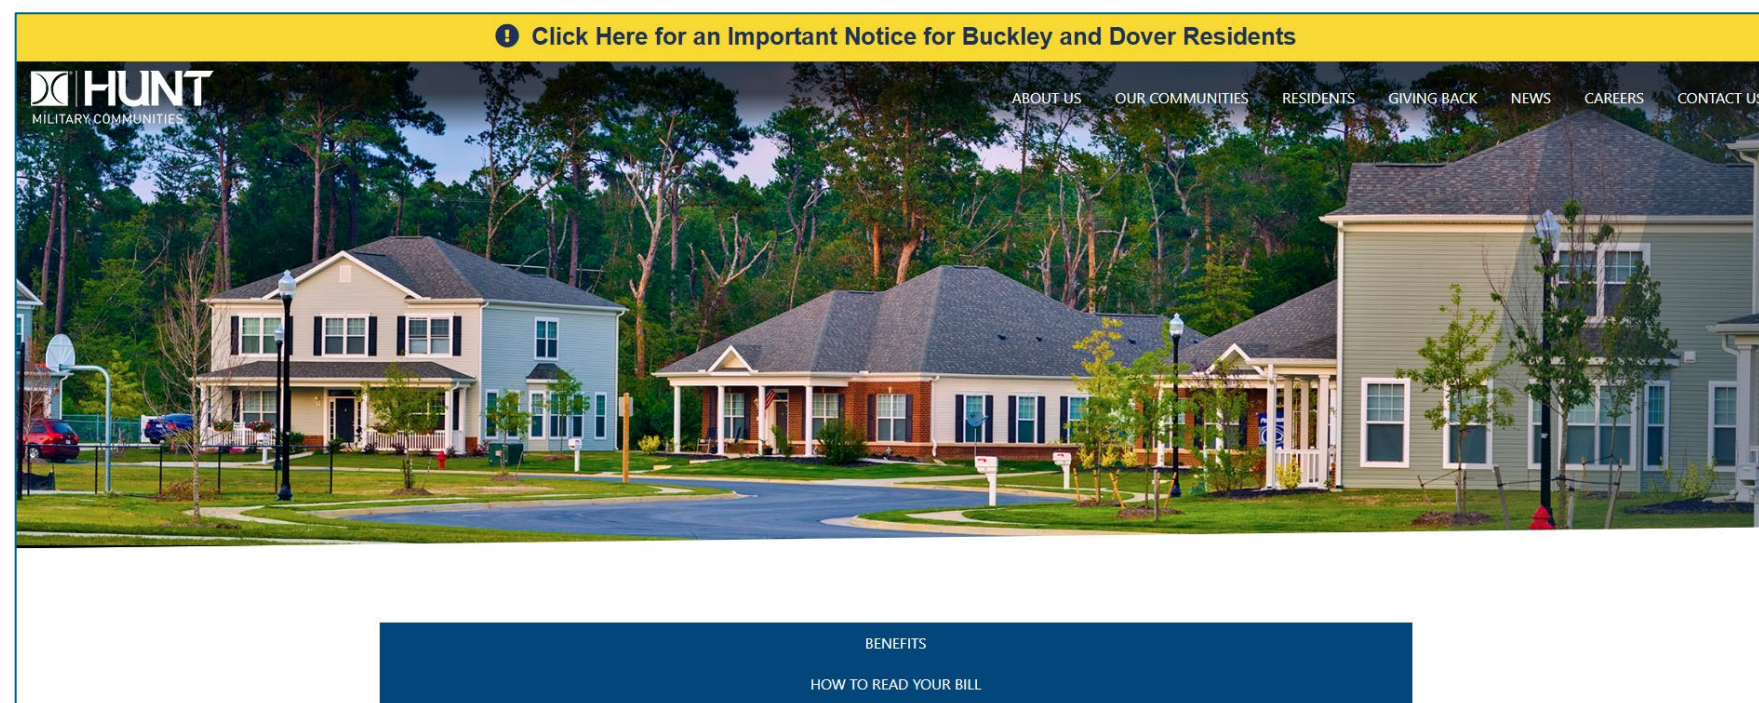 Click Here for an Important Notice for Buckley and Dover Residents
HUNT
MILITARY COMMUNITIES
ABOUT US OUR COMMUNITIES RESIDENTS GIVING BACK NEWS CAREERS CONTACT US
BENEFITS
HOW TO READ YOUR BILL